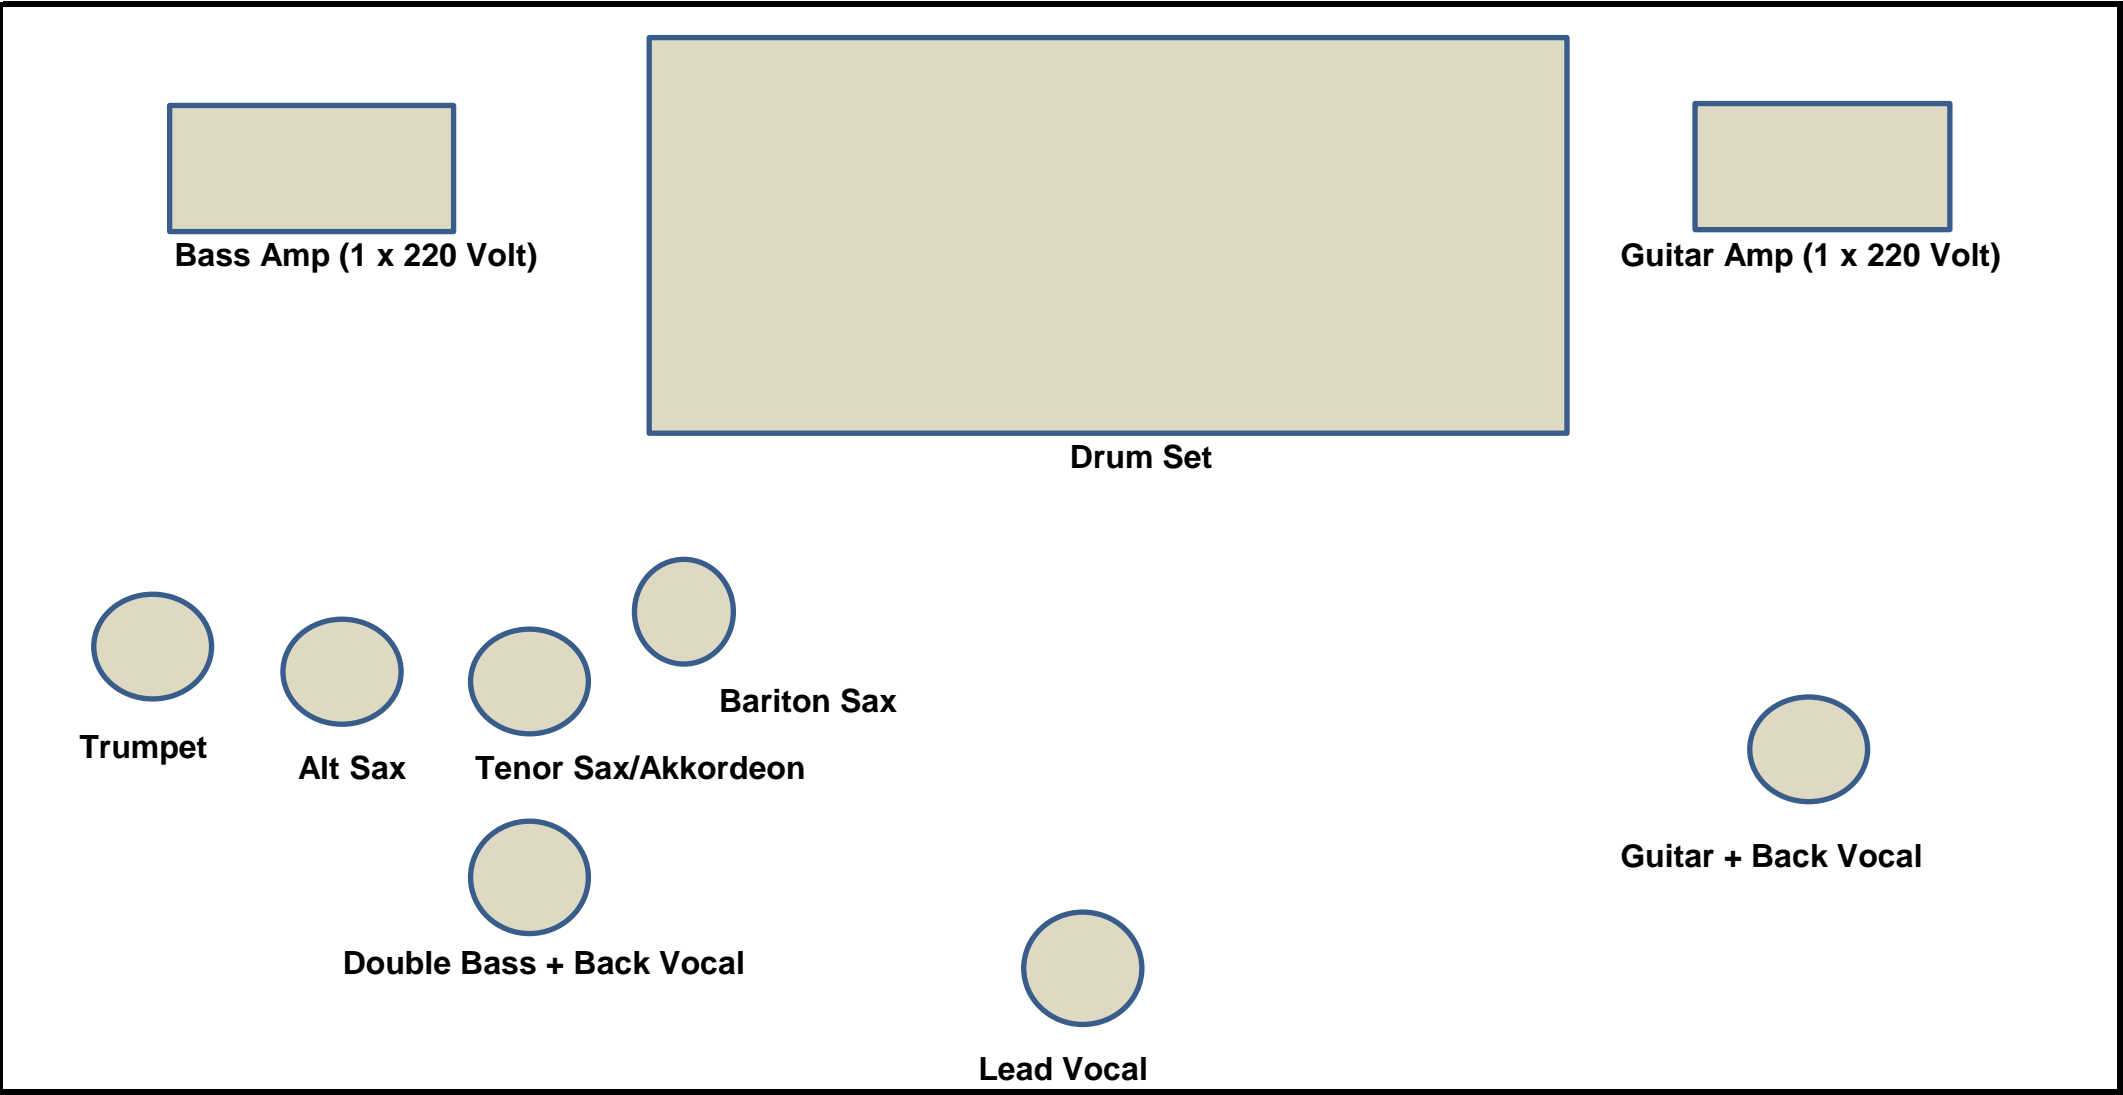 Bass Amp (1 x 220 Volt)
Guitar Amp (1 x 220 Volt)
Drum Set
Bariton Sax
Trumpet
Alt Sax
Tenor Sax/Akkordeon
Guitar + Back Vocal
Double Bass + Back Vocal
Lead Vocal